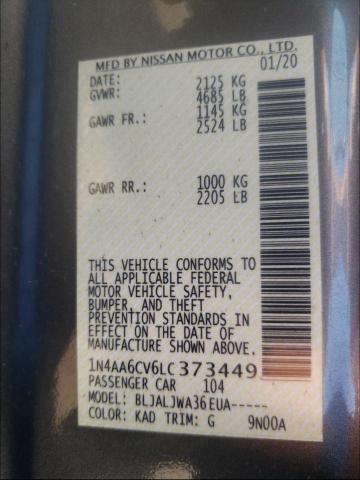 MFD BY NISSAN MOTOR CO., LTD.
DATE: 01/20
GVWR: 2125 KG
4685 LB
GAWR FR.: 1145 KG
2524 LB
GAWR RR.: 1000 KG
2205 LB
THIS VEHICLE CONFORMS TO
ALL APPLICABLE FEDERAL
MOTOR VEHICLE SAFETY,
BUMPER, AND THEFT
PREVENTION STANDARDS IN
EFFECT ON THE DATE OF
MANUFACTURE SHOWN ABOVE.
1N4AA6CV6LC373449
PASSENGER CAR 104
MODEL: BLJALJWA36EUA-----
COLOR: KAD TRIM: G 9N00A